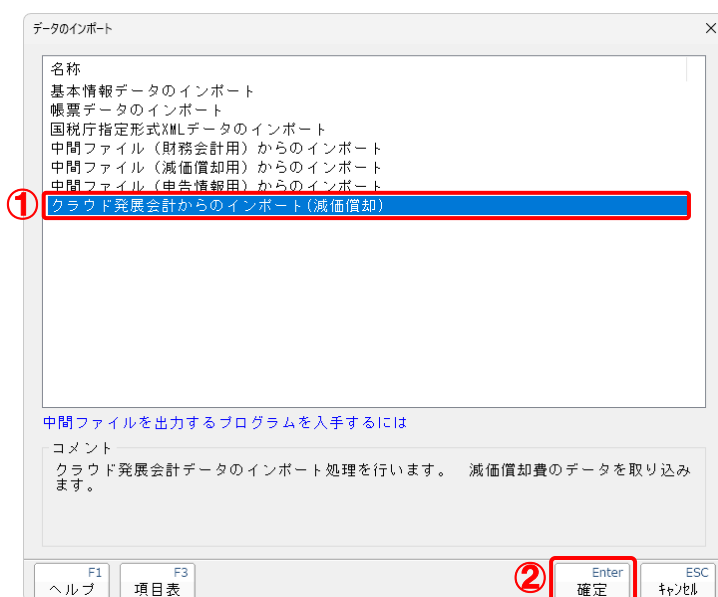 データのインポート
名称
基本情報データのインポート
帳票データのインポート
国税庁指定形式XMLデータのインポート
中間ファイル（財務会計用）からのインポート
中間ファイル（減価償却用）からのインポート
中間ファイル（申告情報用）からのインポート
① クラウド発展会計からのインポート(減価償却)
中間ファイルを出力するプログラムを入手するには
コメント
クラウド発展会計データのインポート処理を行います。　減価償却費のデータを取り込み
ます。
F1 F3 ② Enter ESC
ヘルプ 項目表 確定 ｷｬﾝｾﾙ